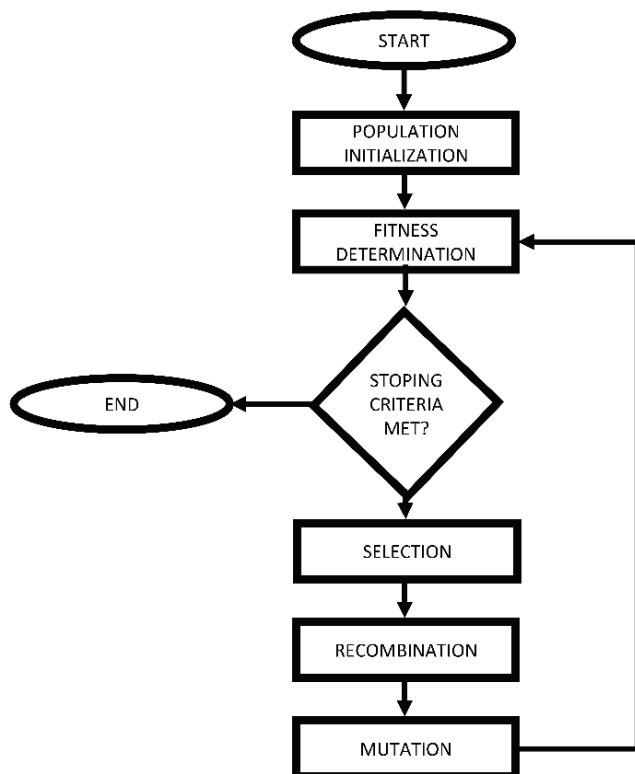 START
POPULATION
INITIALIZATION
FITNESS
DETERMINATION
STOPING
CRITERIA
MET?
END
SELECTION
RECOMBINATION
MUTATION